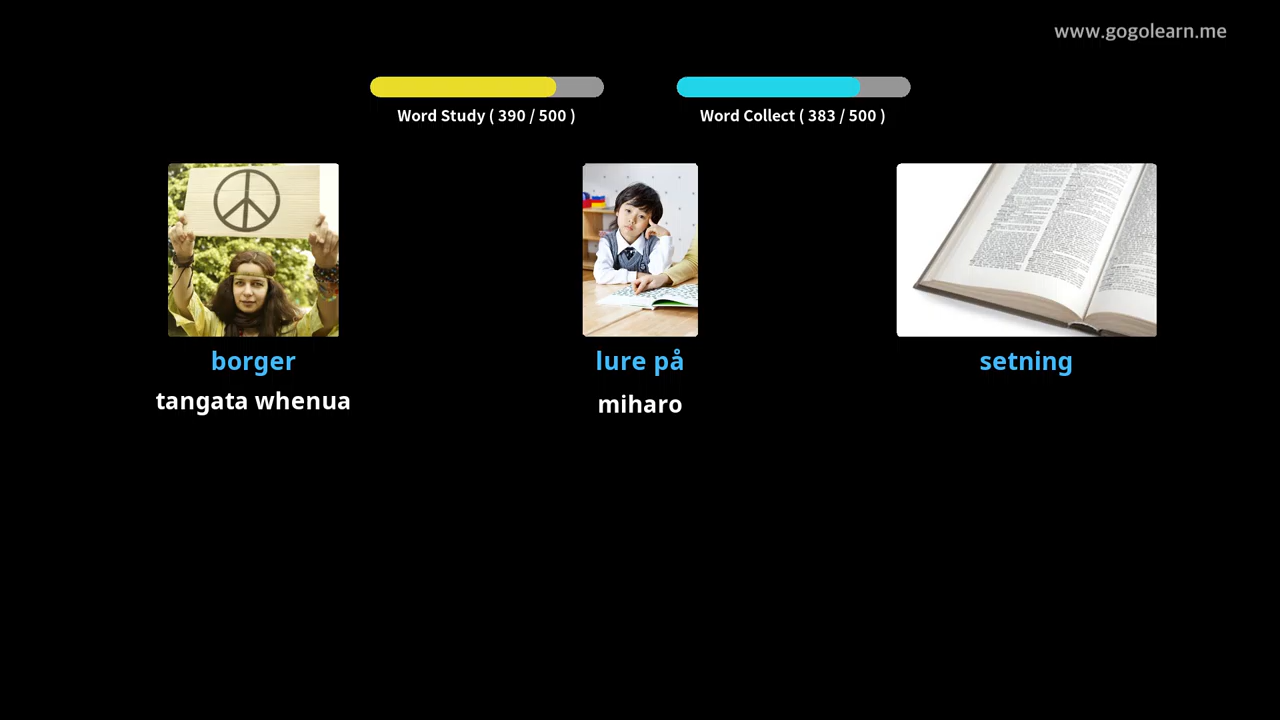 www.gogolearn.me
Word Study ( 390 / 500 )
Word Collect ( 383 / 500 )
borger
lure på
setning
tangata whenua
miharo